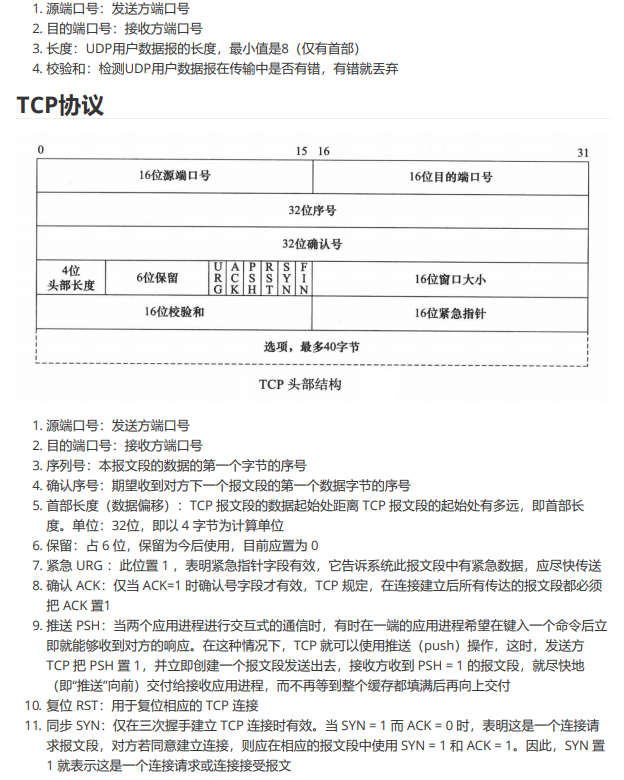 1. 源端口号：发送方端口号
2. 目的端口号：接收方端口号
3. 长度：UDP用户数据报的长度，最小值是8（仅有首部）
4. 校验和：检测UDP用户数据报在传输中是否有错，有错就丢弃
TCP协议
0 15 16 31
16位源端口号 16位目的端口号
32位序号
32位确认号
4位头部长度 6位保留 URG ACK PSH RST SYN FIN 16位窗口大小
16位校验和 16位紧急指针
选项，最多40字节
TCP 头部结构
1. 源端口号：发送方端口号
2. 目的端口号：接收方端口号
3. 序列号：本报文段的数据的第一个字节的序号
4. 确认序号：期望收到对方下一个报文段的第一个数据字节的序号
5. 首部长度（数据偏移）：TCP 报文段的数据起始处距离 TCP 报文段的起始处有多远，即首部长
度。单位：32位，即以 4 字节为计算单位
6. 保留：占 6 位，保留为今后使用，目前应置为 0
7. 紧急 URG ：此位置 1 ，表明紧急指针字段有效，它告诉系统此报文段中有紧急数据，应尽快传送
8. 确认 ACK：仅当 ACK=1 时确认号字段才有效，TCP 规定，在连接建立后所有传达的报文段都必须
把 ACK 置1
9. 推送 PSH：当两个应用进程进行交互式的通信时，有时在一端的应用进程希望在键入一个命令后立
即就能够收到对方的响应。在这种情况下，TCP 就可以使用推送（push）操作，这时，发送方
TCP 把 PSH 置 1，并立即创建一个报文段发送出去，接收方收到 PSH = 1 的报文段，就尽快地
（即“推送”向前）交付给接收应用进程，而不再等到整个缓存都填满后再向上交付
10. 复位 RST：用于复位相应的 TCP 连接
11. 同步 SYN：仅在三次握手建立 TCP 连接时有效。当 SYN = 1 而 ACK = 0 时，表明这是一个连接请
求报文段，对方若同意建立连接，则应在相应的报文段中使用 SYN = 1 和 ACK = 1。因此，SYN 置
1 就表示这是一个连接请求或连接接受报文